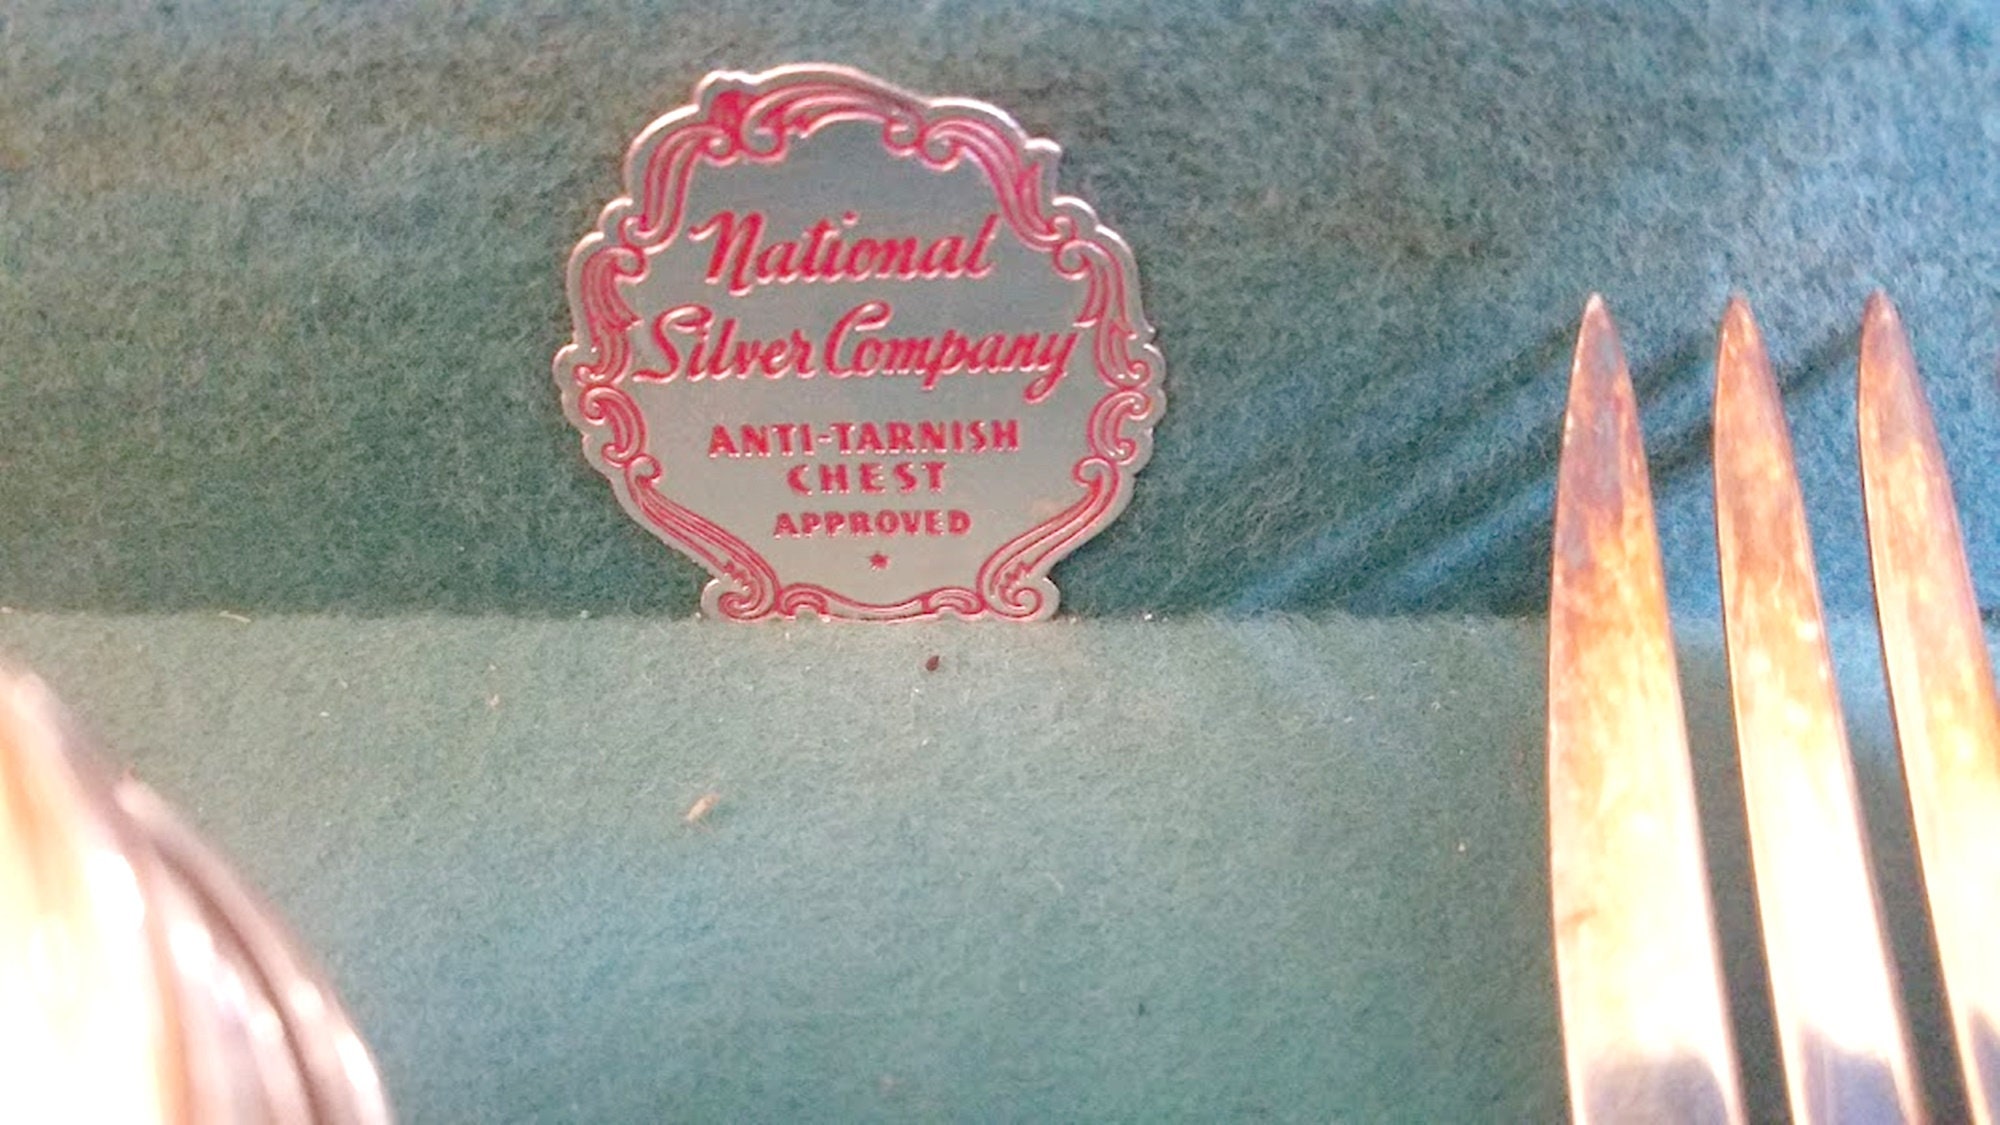 National
Silver Company
ANTI-TARNISH
CHEST
APPROVED